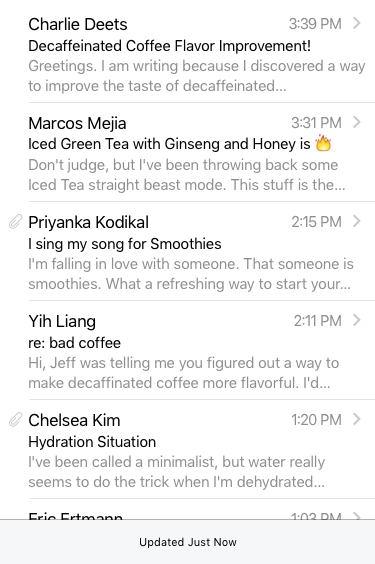 Charlie Deets 3:39 PM
Decaffeinated Coffee Flavor Improvement!
Greetings. I am writing because I discovered a way
to improve the taste of decaffeinated...
Marcos Mejia 3:31 PM
Iced Green Tea with Ginseng and Honey is 🔥
Don't judge, but I've been throwing back some
Iced Tea straight beast mode. This stuff is the...
Priyanka Kodikal 2:15 PM
I sing my song for Smoothies
I'm falling in love with someone. That someone is
smoothies. What a refreshing way to start your...
Yih Liang 2:11 PM
re: bad coffee
Hi, Jeff was telling me you figured out a way to
make decaffinated coffee more flavorful. I'd...
Chelsea Kim 1:20 PM
Hydration Situation
I've been called a minimalist, but water really
seems to do the trick when I'm dehydrated...
Eric Ertmann 1:03 PM
Updated Just Now